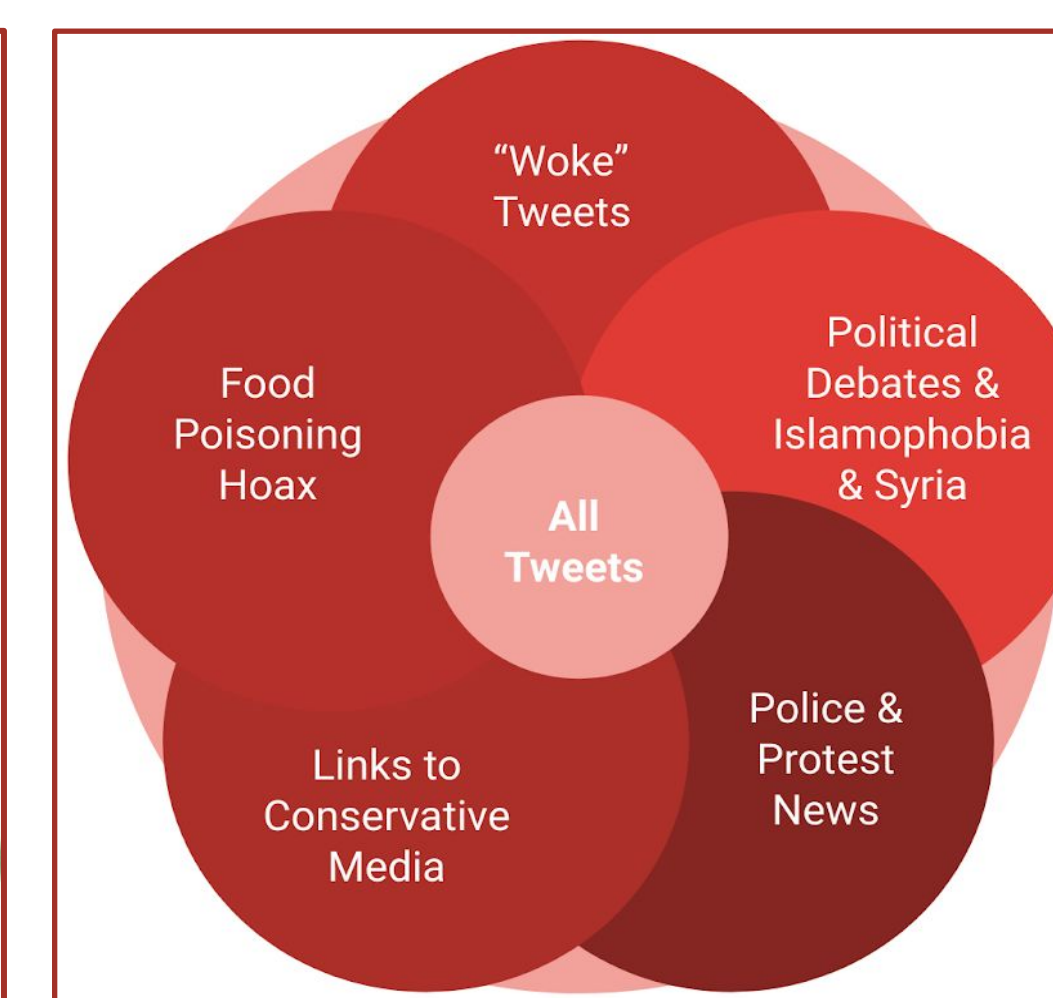 “Woke”
Tweets
Political
Debates &
Islamophobia
& Syria
Food
Poisoning
Hoax
All
Tweets
Police &
Protest
News
Links to
Conservative
Media